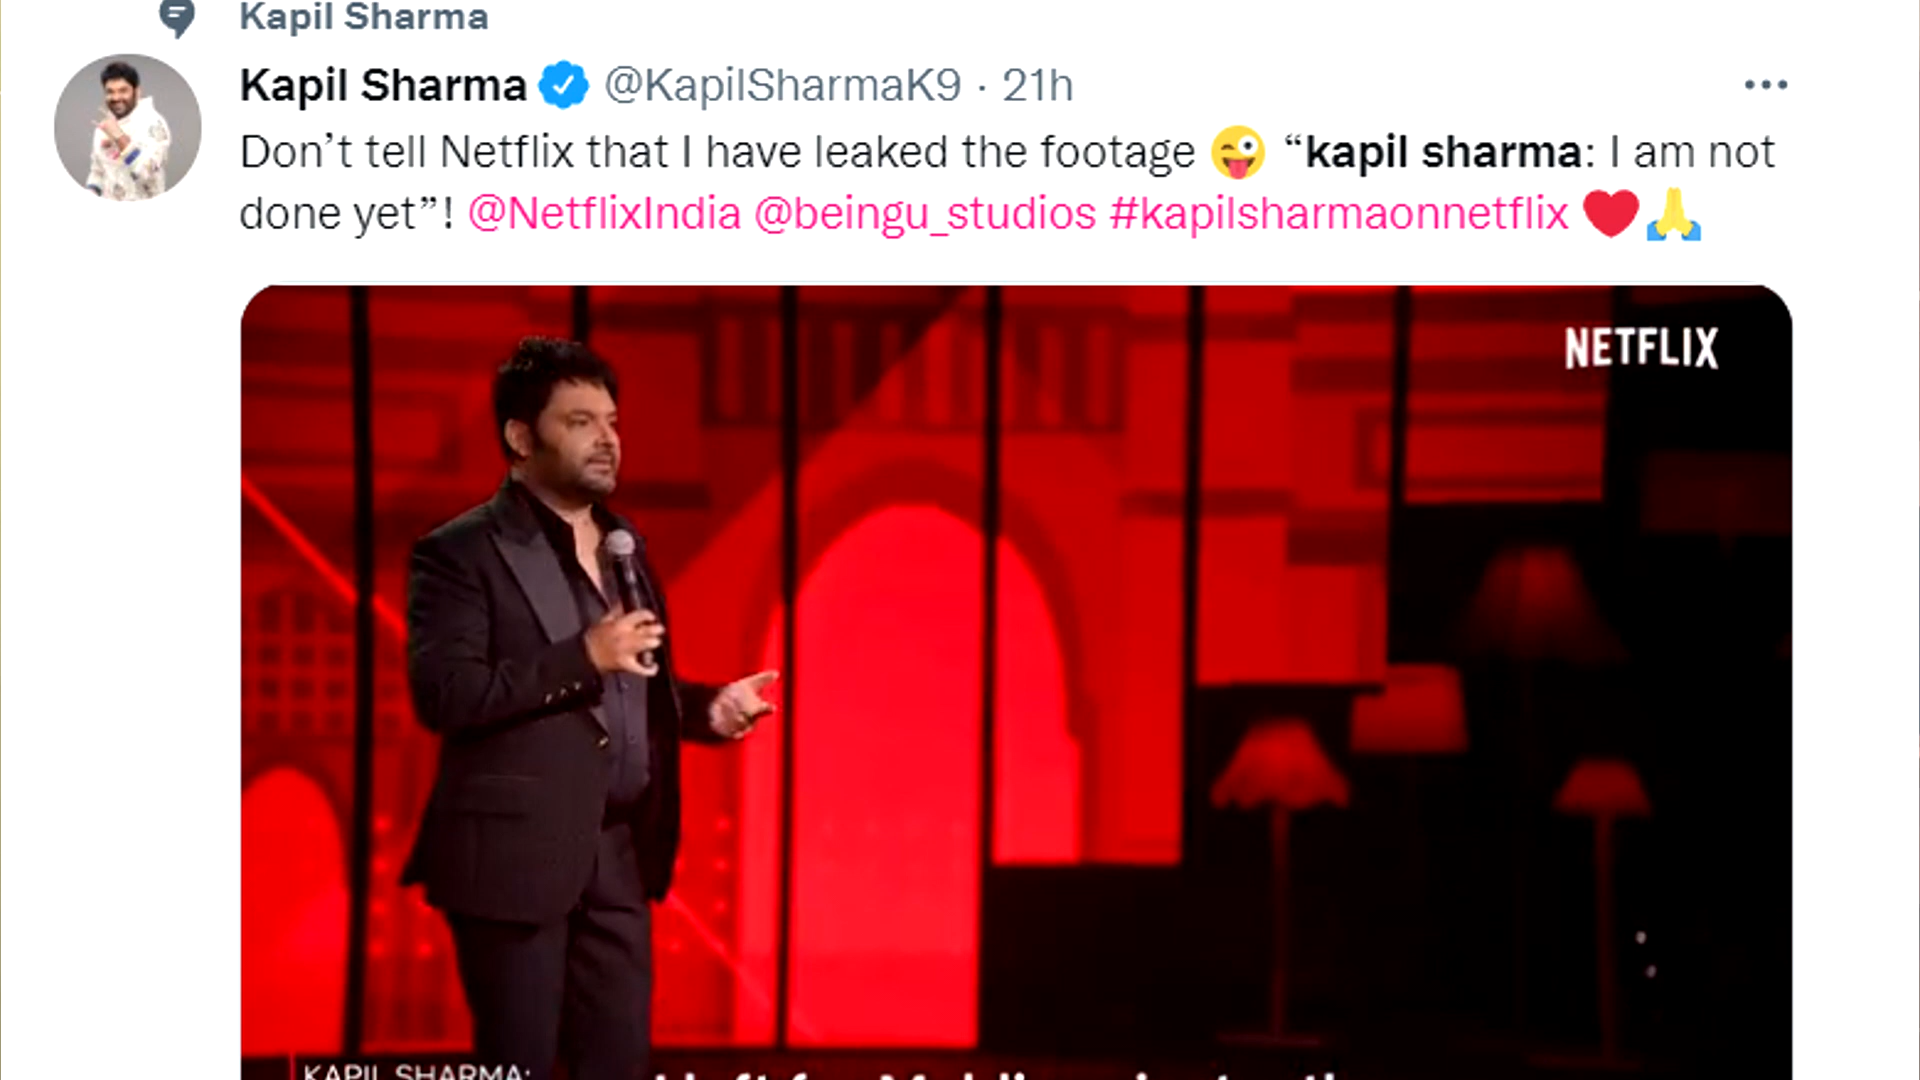 Kapil Sharma
Kapil Sharma @KapilSharmaK9 · 21h
Don’t tell Netflix that I have leaked the footage 😜 “kapil sharma: I am not
done yet”! @NetflixIndia @beingu_studios #kapilsharmaonnetflix ❤️🙏
NETFLIX
KAPIL SHARMA: